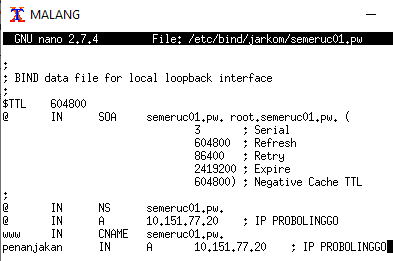 MALANG
GNU nano 2.7.4 File: /etc/bind/jarkom/semeruc01.pw
;
; BIND data file for local loopback interface
;
$TTL 604800
@ IN SOA semeruc01.pw. root.semeruc01.pw. (
3 ; Serial
604800 ; Refresh
86400 ; Retry
2419200 ; Expire
604800) ; Negative Cache TTL
;
@ IN NS semeruc01.pw.
@ IN A 10.151.77.20 ; IP PROBOLINGGO
www IN CNAME semeruc01.pw.
penanjakan IN A 10.151.77.20 ; IP PROBOLINGGO